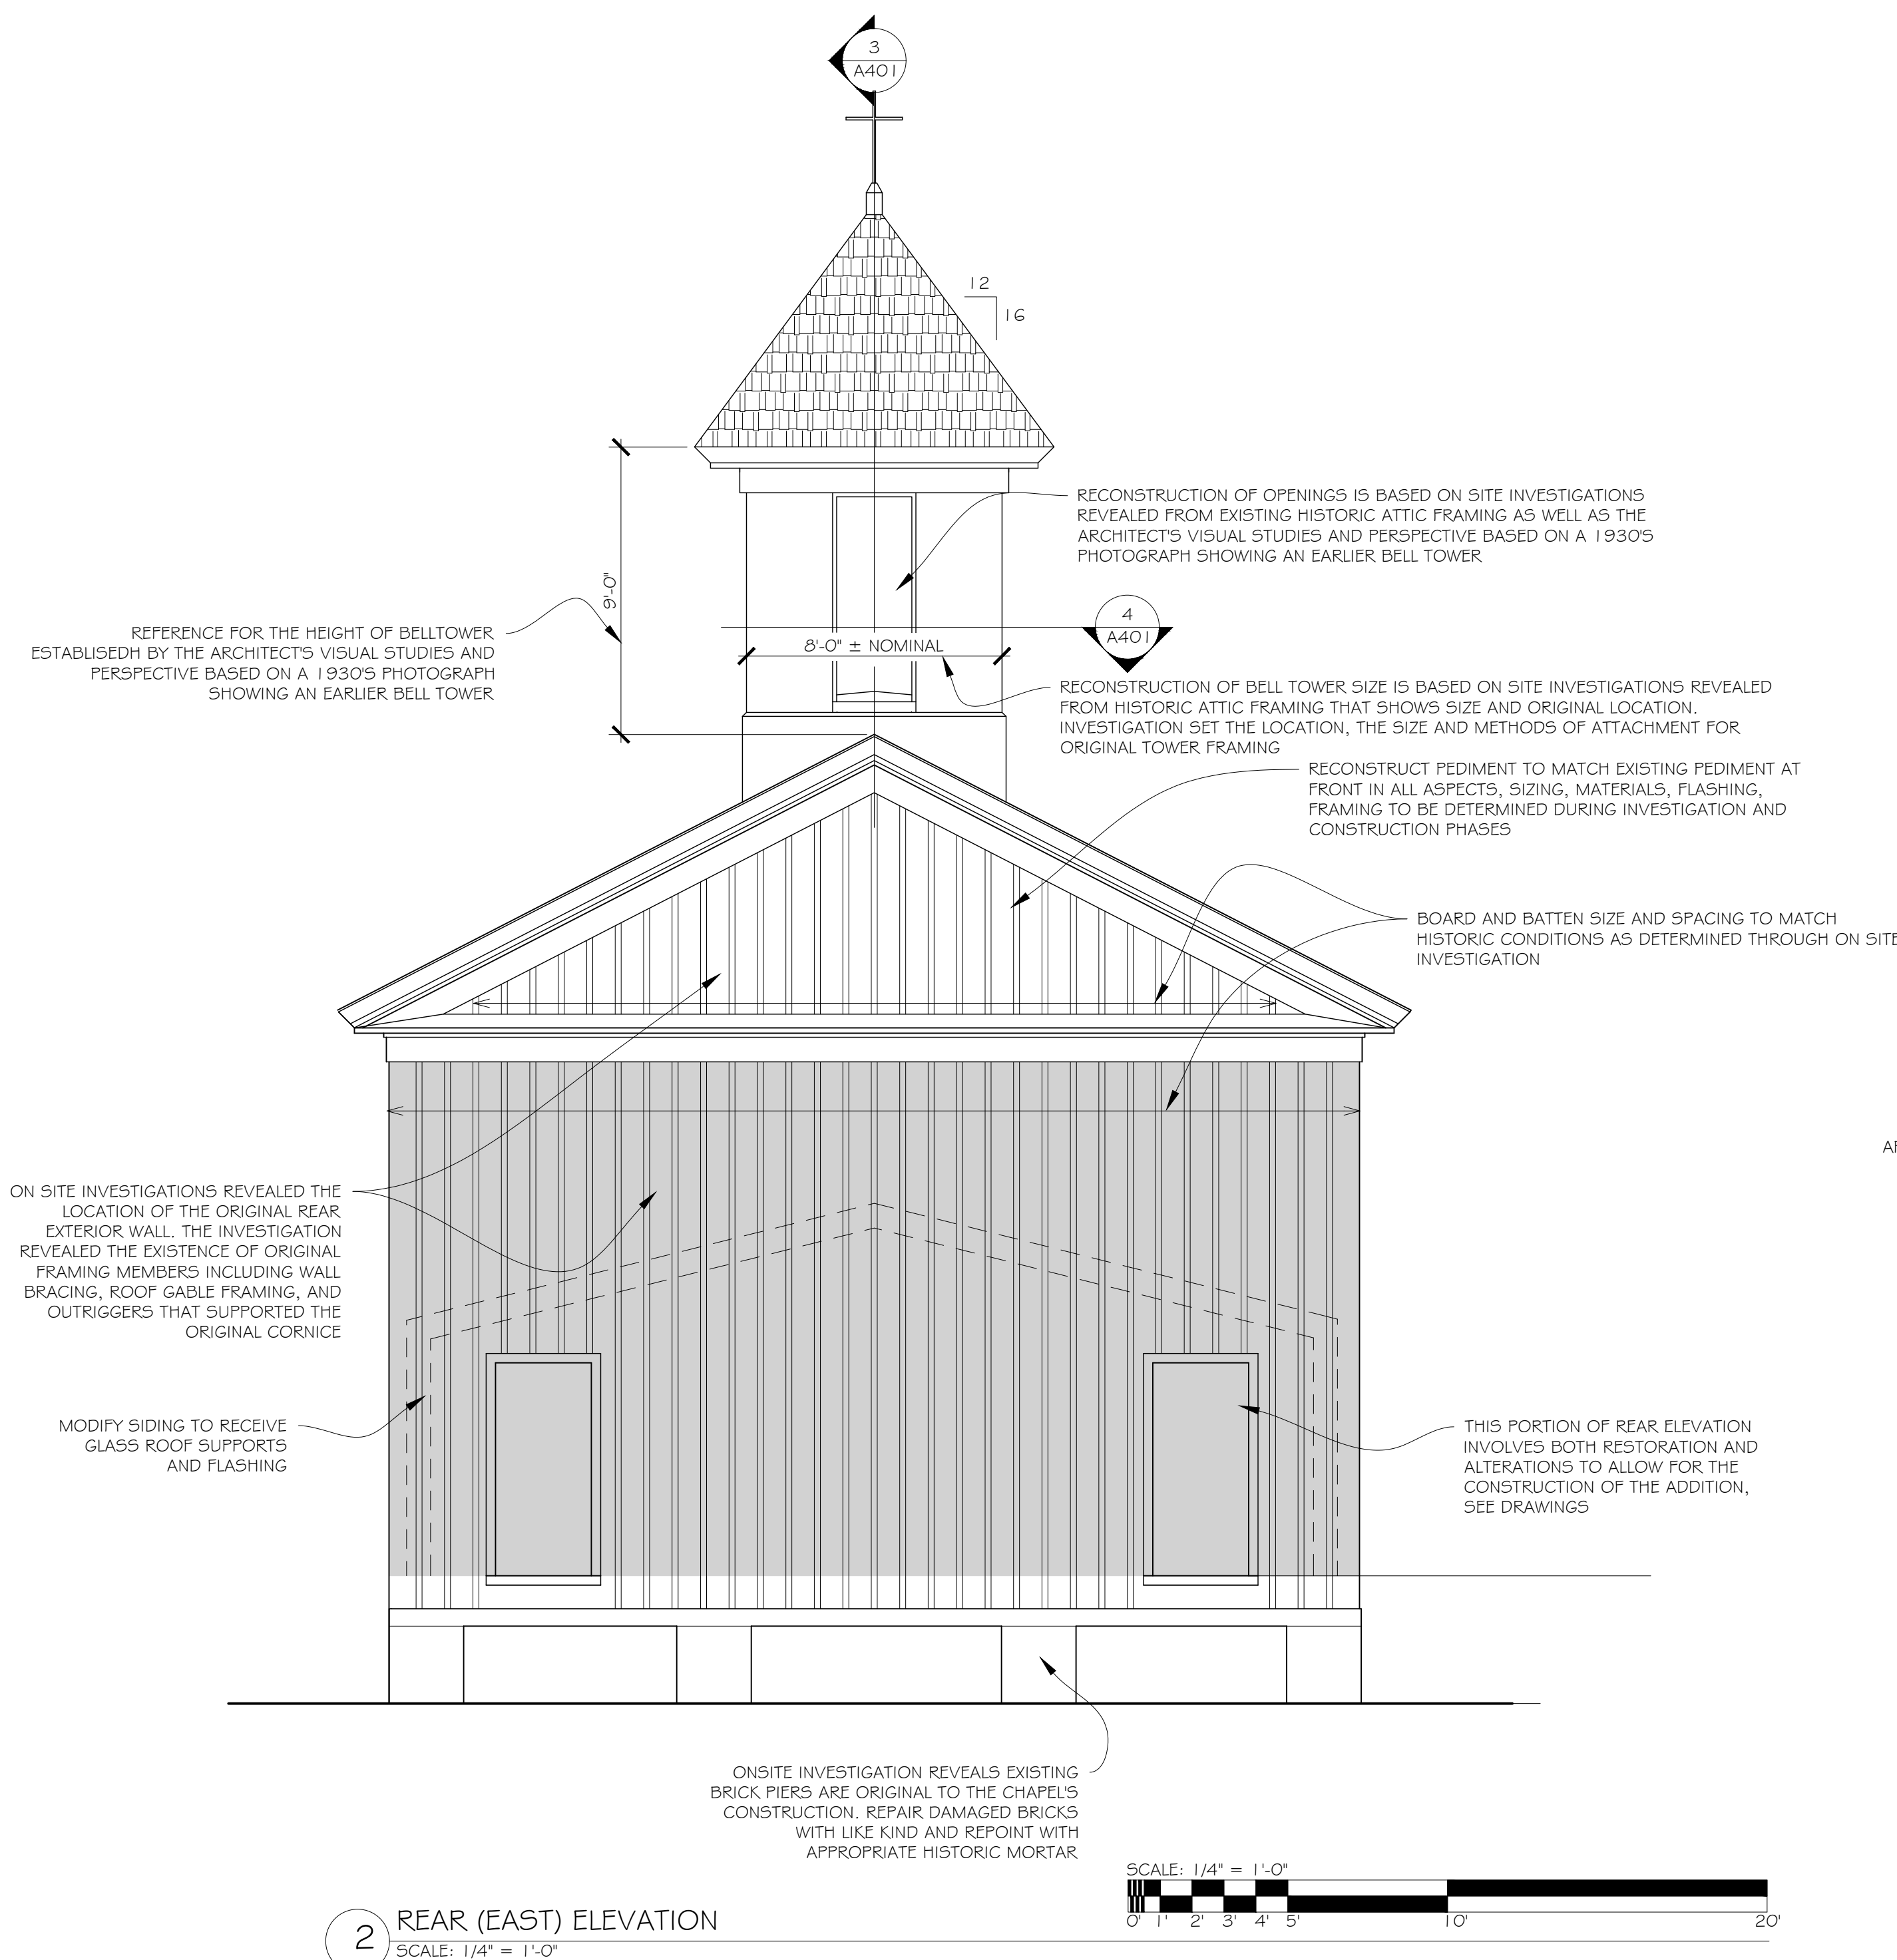 3
A401
12
16
RECONSTRUCTION OF OPENINGS IS BASED ON SITE INVESTIGATIONS
REVEALED FROM EXISTING HISTORIC ATTIC FRAMING AS WELL AS THE
ARCHITECT'S VISUAL STUDIES AND PERSPECTIVE BASED ON A 1930'S
PHOTOGRAPH SHOWING AN EARLIER BELL TOWER
9'-0"
REFERENCE FOR THE HEIGHT OF BELLTOWER
ESTABLISEDH BY THE ARCHITECT'S VISUAL STUDIES AND
PERSPECTIVE BASED ON A 1930'S PHOTOGRAPH
SHOWING AN EARLIER BELL TOWER
4
A401
8'-0" ± NOMINAL
RECONSTRUCTION OF BELL TOWER SIZE IS BASED ON SITE INVESTIGATIONS REVEALED
FROM HISTORIC ATTIC FRAMING THAT SHOWS SIZE AND ORIGINAL LOCATION.
INVESTIGATION SET THE LOCATION, THE SIZE AND METHODS OF ATTACHMENT FOR
ORIGINAL TOWER FRAMING
RECONSTRUCT PEDIMENT TO MATCH EXISTING PEDIMENT AT
FRONT IN ALL ASPECTS, SIZING, MATERIALS, FLASHING,
FRAMING TO BE DETERMINED DURING INVESTIGATION AND
CONSTRUCTION PHASES
BOARD AND BATTEN SIZE AND SPACING TO MATCH
HISTORIC CONDITIONS AS DETERMINED THROUGH ON SITE
INVESTIGATION
ON SITE INVESTIGATIONS REVEALED THE
LOCATION OF THE ORIGINAL REAR
EXTERIOR WALL. THE INVESTIGATION
REVEALED THE EXISTENCE OF ORIGINAL
FRAMING MEMBERS INCLUDING WALL
BRACING, ROOF GABLE FRAMING, AND
OUTRIGGERS THAT SUPPORTED THE
ORIGINAL CORNICE
MODIFY SIDING TO RECEIVE
GLASS ROOF SUPPORTS
AND FLASHING
THIS PORTION OF REAR ELEVATION
INVOLVES BOTH RESTORATION AND
ALTERATIONS TO ALLOW FOR THE
CONSTRUCTION OF THE ADDITION,
SEE DRAWINGS
ONSITE INVESTIGATION REVEALS EXISTING
BRICK PIERS ARE ORIGINAL TO THE CHAPEL'S
CONSTRUCTION. REPAIR DAMAGED BRICKS
WITH LIKE KIND AND REPOINT WITH
APPROPRIATE HISTORIC MORTAR
SCALE: 1/4" = 1'-0"
0' 1' 2' 3' 4' 5' 10' 20'
2 REAR (EAST) ELEVATION
SCALE: 1/4" = 1'-0"